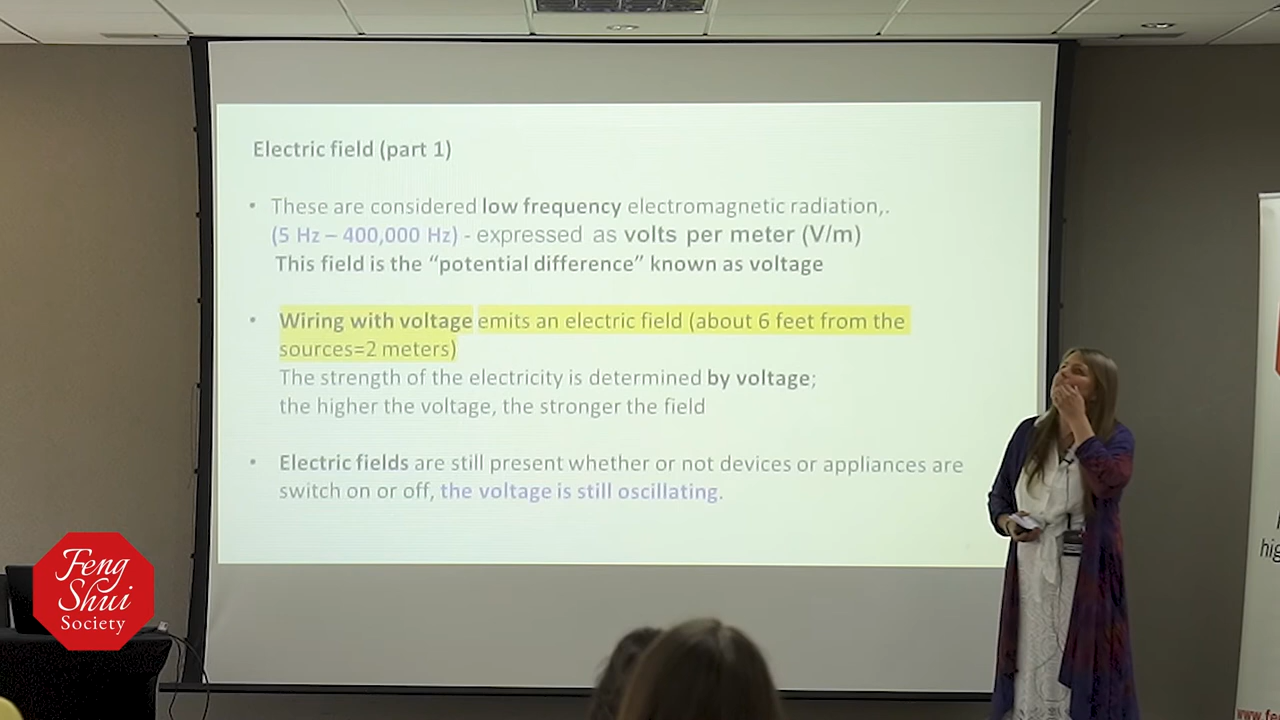 Electric field (part 1)
• These are considered low frequency electromagnetic radiation,.
(5 Hz – 400,000 Hz) - expressed as volts per meter (V/m)
This field is the “potential difference” known as voltage
• Wiring with voltage emits an electric field (about 6 feet from the
sources=2 meters)
The strength of the electricity is determined by voltage;
the higher the voltage, the stronger the field
• Electric fields are still present whether or not devices or appliances are
switch on or off, the voltage is still oscillating.
Feng
Shui
Society